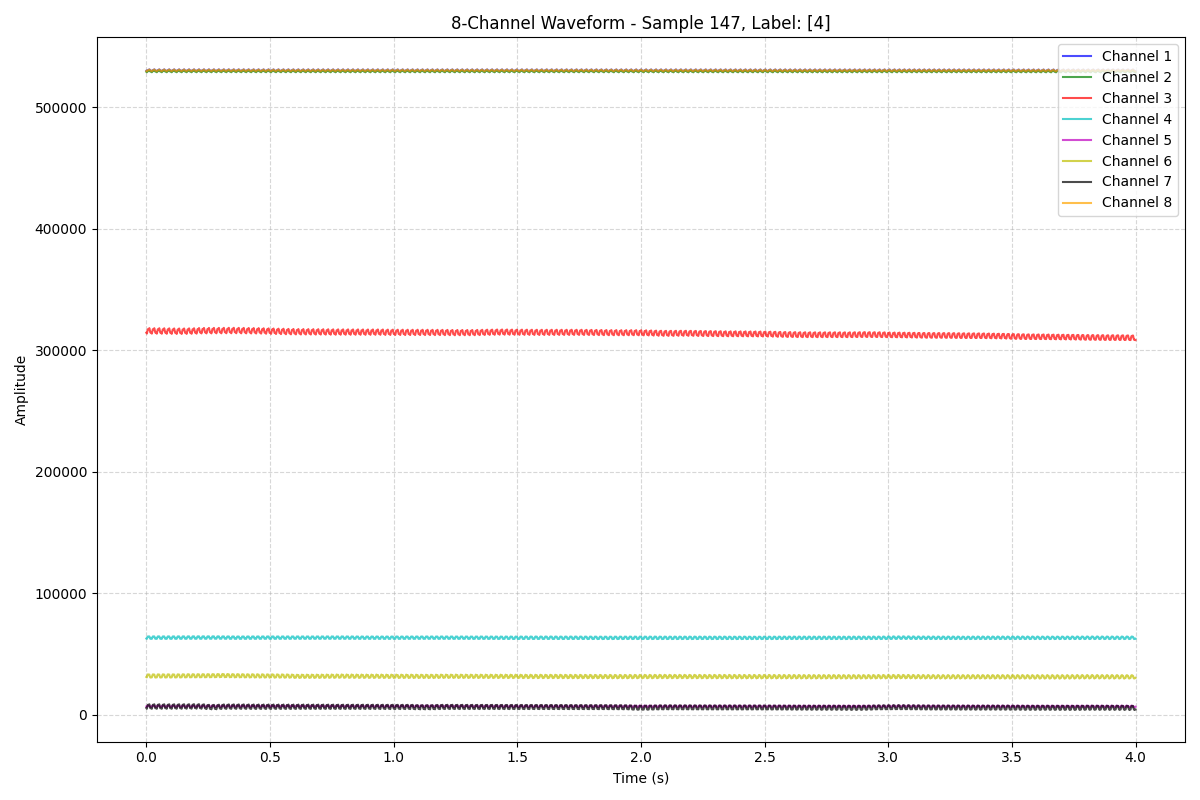 8-Channel Waveform - Sample 147, Label: [4]
Channel 1
Channel 2
Channel 3
Channel 4
Channel 5
Channel 6
Channel 7
Channel 8
500000
400000
300000
200000
100000
0
Amplitude
0.0 0.5 1.0 1.5 2.0 2.5 3.0 3.5 4.0
Time (s)